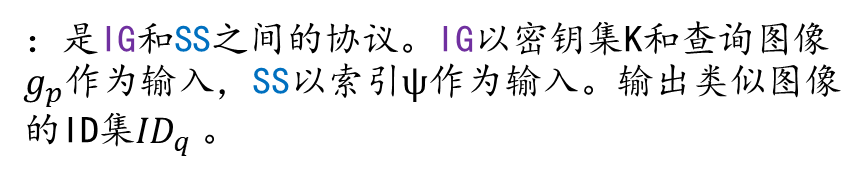 ：是IG和SS之间的协议。IG以密钥集K和查询图像
g_p作为输入，SS以索引ψ作为输入。输出类似图像
的ID集ID_q 。